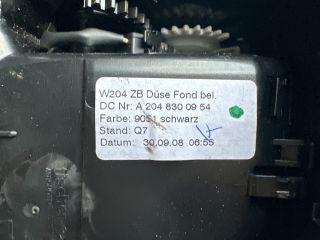 W204 ZB Düse Fond bel.
DC Nr: A 204 830 09 54
Farbe: 9051 schwarz
Stand: Q7
Datum: 30.09.08 06:55